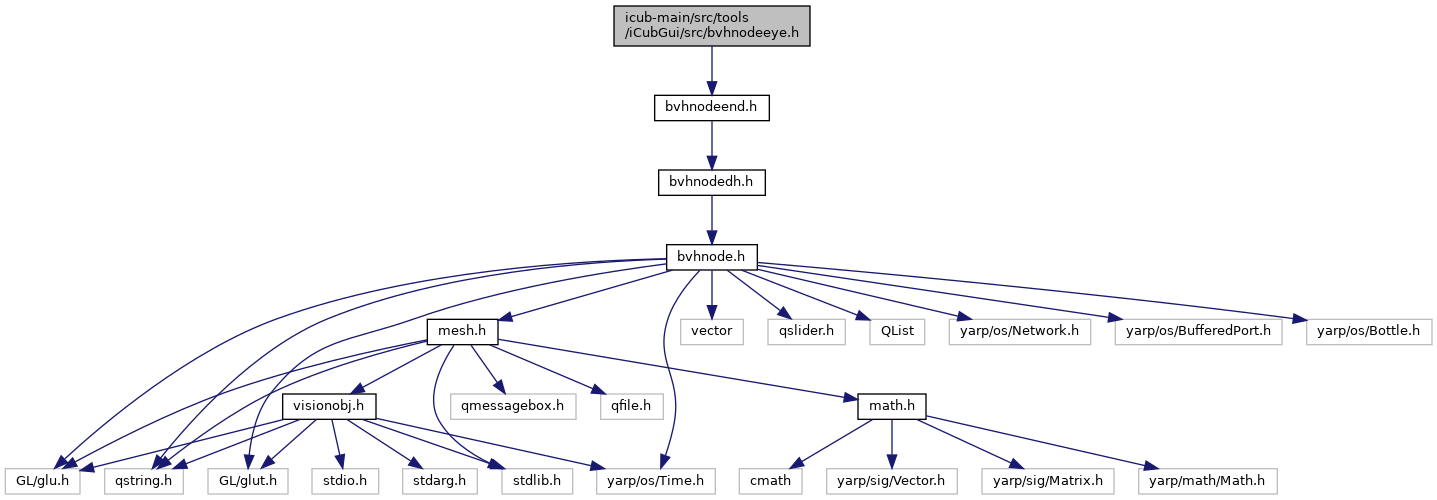 icub-main/src/tools
/iCubGui/src/bvhnodeeye.h
bvhnodeend.h
bvhnodedh.h
bvhnode.h
mesh.h
vector
qslider.h
QList
yarp/os/Network.h
yarp/os/BufferedPort.h
yarp/os/Bottle.h
visionobj.h
qmessagebox.h
qfile.h
math.h
GL/glu.h
qstring.h
GL/glut.h
stdio.h
stdarg.h
stdlib.h
yarp/os/Time.h
cmath
yarp/sig/Vector.h
yarp/sig/Matrix.h
yarp/math/Math.h